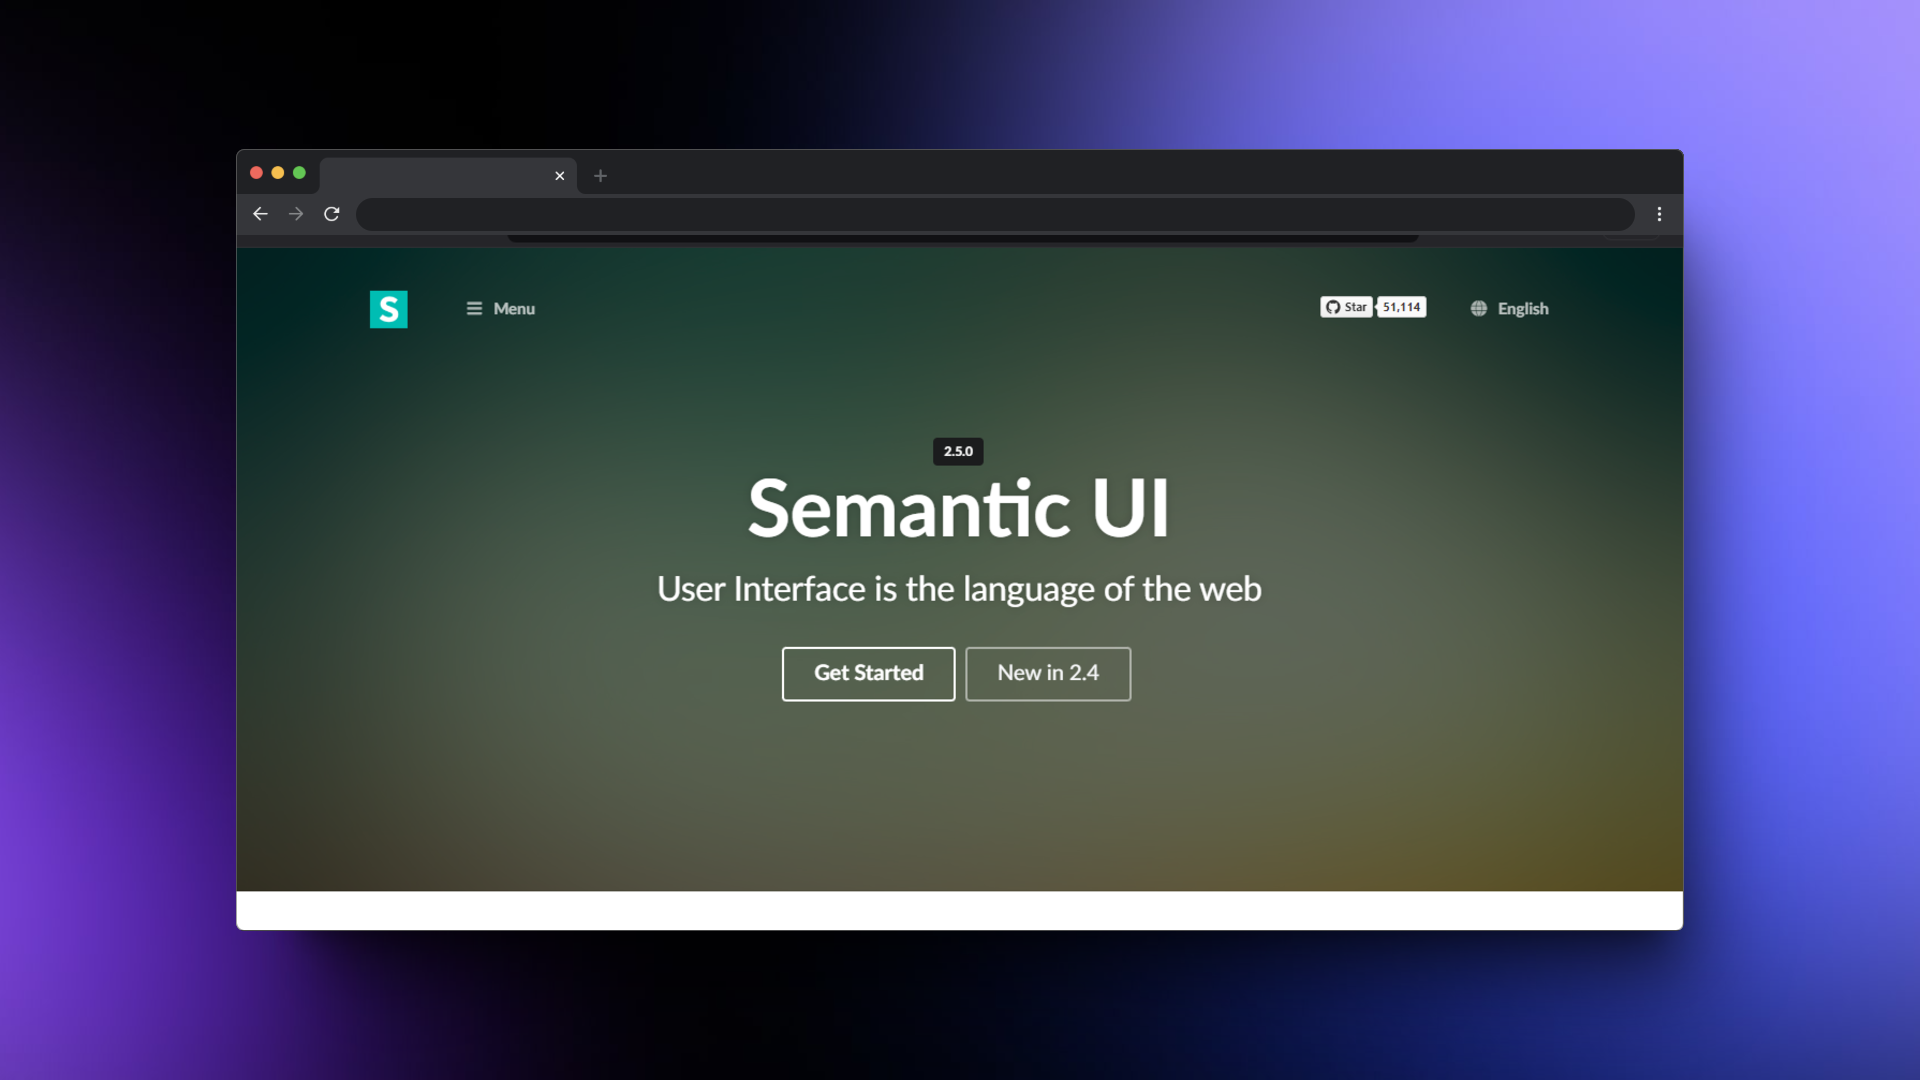 S
Menu
Star 51,114
English
2.5.0
Semantic UI
User Interface is the language of the web
Get Started
New in 2.4